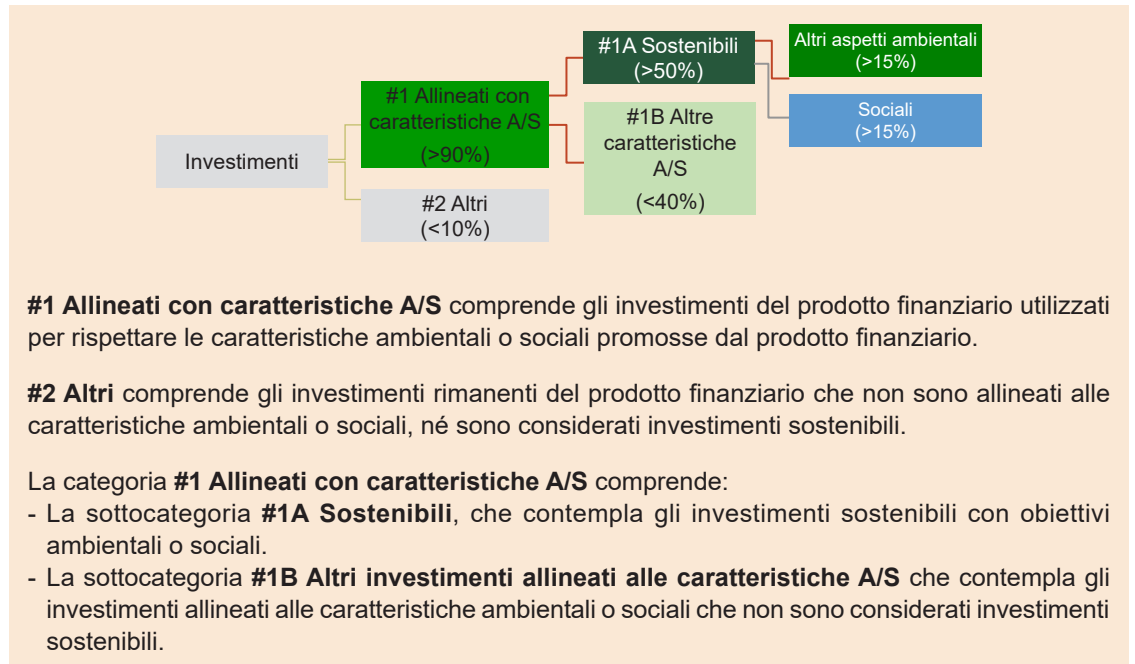 Investimenti
#1 Allineati con
caratteristiche A/S
(>90%)
#2 Altri
(<10%)
#1A Sostenibili
(>50%)
#1B Altre
caratteristiche
A/S
(<40%)
Altri aspetti ambientali
(>15%)
Sociali
(>15%)
#1 Allineati con caratteristiche A/S comprende gli investimenti del prodotto finanziario utilizzati
per rispettare le caratteristiche ambientali o sociali promosse dal prodotto finanziario.
#2 Altri comprende gli investimenti rimanenti del prodotto finanziario che non sono allineati alle
caratteristiche ambientali o sociali, né sono considerati investimenti sostenibili.
La categoria #1 Allineati con caratteristiche A/S comprende:
- La sottocategoria #1A Sostenibili, che contempla gli investimenti sostenibili con obiettivi
ambientali o sociali.
- La sottocategoria #1B Altri investimenti allineati alle caratteristiche A/S che contempla gli
investimenti allineati alle caratteristiche ambientali o sociali che non sono considerati investimenti
sostenibili.